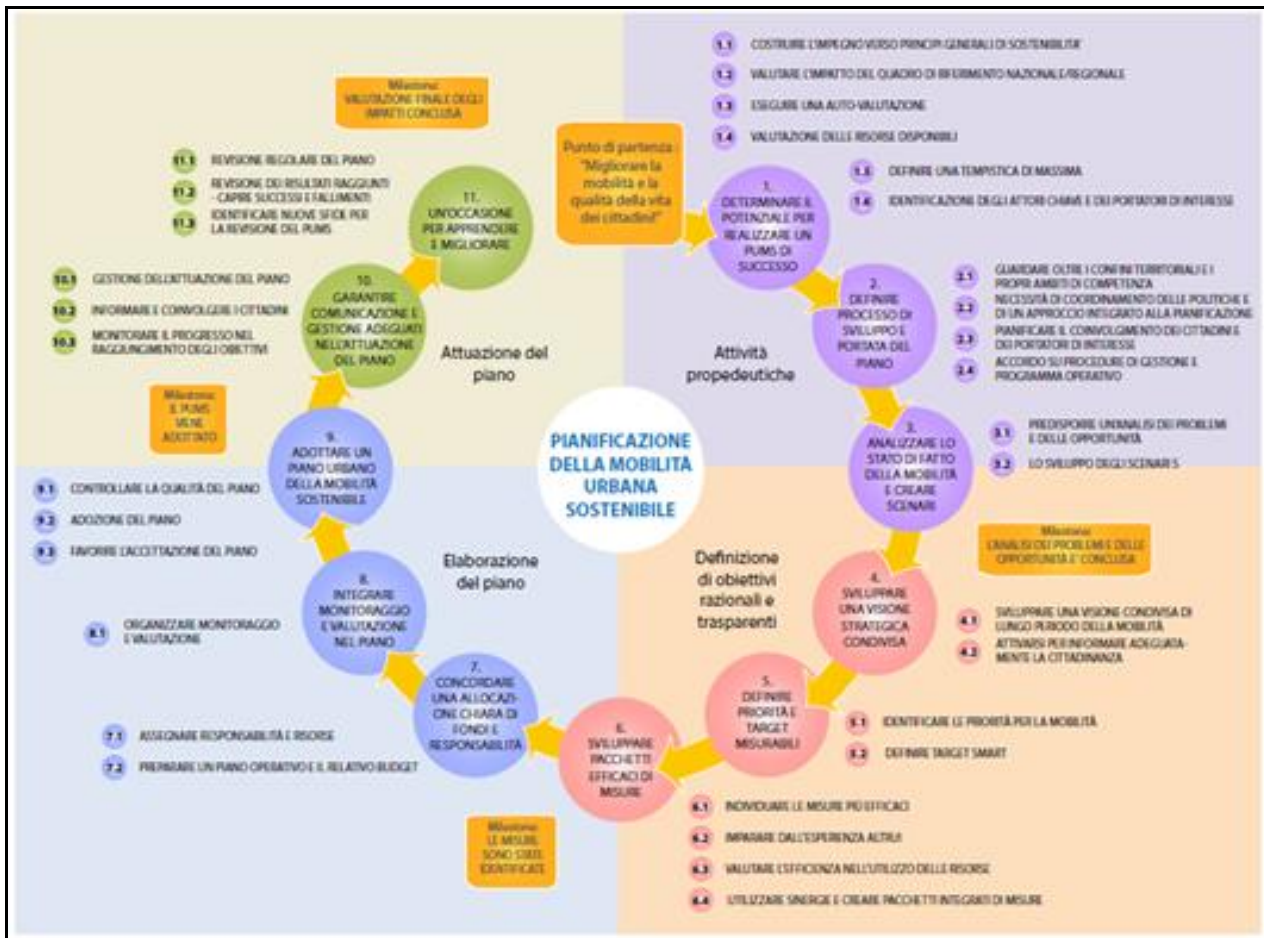 Punto di partenza:
"Migliorare la
mobilità e la
qualità della vita
dei cittadini!"
1.
DETERMINARE IL
POTENZIALE PER
REALIZZARE UN
PUMS DI
SUCCESSO
1.1 COSTRUIRE L'IMPEGNO VERSO PRINCIPI GENERALI DI SOSTENIBILITA'
1.2 VALUTARE L'IMPATTO DEL QUADRO DI RIFERIMENTO NAZIONALE/REGIONALE
1.3 ESEGUIRE UNA AUTO-VALUTAZIONE
1.4 VALUTAZIONE DELLE RISORSE DISPONIBILI
1.5 DEFINIRE UNA TEMPISTICA DI MASSIMA
1.6 IDENTIFICAZIONE DEGLI ATTORI CHIAVE E DEI PORTATORI DI INTERESSE
2.
DEFINIRE
PROCESSO DI
SVILUPPO E
PORTATA DEL
PIANO
2.1 GUARDARE OLTRE I CONFINI TERRITORIALI E I
PROPRI AMBITI DI COMPETENZA
2.2 NECESSITÀ DI COORDINAMENTO DELLE POLITICHE E
DI UN APPROCCIO INTEGRATO ALLA PIANIFICAZIONE
2.3 PIANIFICARE IL COINVOLGIMENTO DEI CITTADINI E
DEI PORTATORI DI INTERESSE
2.4 ACCORDO SU PROCEDURE DI GESTIONE E
PROGRAMMA OPERATIVO
Attività
propedeutiche
3.
ANALIZZARE LO
STATO DI FATTO
DELLA MOBILITÀ
E CREARE
SCENARI
3.1 PREDISPORRE UN'ANALISI DEI PROBLEMI
E DELLE OPPORTUNITÀ
3.2 LO SVILUPPO DEGLI SCENARI S
Milestone:
L'ANALISI DEI PROBLEMI E DELLE
OPPORTUNITÀ E' CONCLUSA
PIANIFICAZIONE
DELLA MOBILITÀ
URBANA
SOSTENIBILE
Definizione
di obiettivi
razionali e
trasparenti
4.
SVILUPPARE
UNA VISIONE
STRATEGICA
CONDIVISA
4.1 SVILUPPARE UNA VISIONE CONDIVISA DI
LUNGO PERIODO DELLA MOBILITÀ
4.2 ATTIVARSI PER INFORMARE ADEGUATA-
MENTE LA CITTADINANZA
5.
DEFINIRE
PRIORITÀ E
TARGET
MISURABILI
5.1 IDENTIFICARE LE PRIORITÀ PER LA MOBILITÀ
5.2 DEFINIRE TARGET SMART
6.
SVILUPPARE
PACCHETTI
EFFICACI DI
MISURE
6.1 INDIVIDUARE LE MISURE PIÙ EFFICACI
6.2 IMPARARE DALL'ESPERIENZA ALTRUI
6.3 VALUTARE L'EFFICIENZA NELL'UTILIZZO DELLE RISORSE
6.4 UTILIZZARE SINERGIE E CREARE PACCHETTI INTEGRATI DI MISURE
Milestone:
LE MISURE
SONO STATE
IDENTIFICATE
7.
CONCORDARE
UNA ALLOCAZI-
ONE CHIARA DI
FONDI E
RESPONSABILITÀ
7.1 ASSEGNARE RESPONSABILITÀ E RISORSE
7.2 PREPARARE UN PIANO OPERATIVO E IL RELATIVO BUDGET
8.
INTEGRARE
MONITORAGGIO
E VALUTAZIONE
NEL PIANO
8.1 ORGANIZZARE MONITORAGGIO
E VALUTAZIONE
Elaborazione
del piano
9.
ADOTTARE UN
PIANO URBANO
DELLA MOBILITÀ
SOSTENIBILE
9.1 CONTROLLARE LA QUALITÀ DEL PIANO
9.2 ADOZIONE DEL PIANO
9.3 FAVORIRE L'ACCETTAZIONE DEL PIANO
Milestone:
IL PUMS
VIENE
ADOTTATO
10.
GARANTIRE
COMUNICAZIONE E
GESTIONE ADEGUATI
NELL'ATTUAZIONE
DEL PIANO
10.1 GESTIONE DELL'ATTUAZIONE DEL PIANO
10.2 INFORMARE E COINVOLGERE I CITTADINI
10.3 MONITORARE IL PROGRESSO NEL
RAGGIUNGIMENTO DEGLI OBIETTIVI
Attuazione del
piano
11.
UN'OCCASIONE
PER APPRENDERE
E MIGLIORARE
11.1 REVISIONE REGOLARE DEL PIANO
11.2 REVISIONE DEI RISULTATI RAGGIUNTI
- CAPIRE SUCCESSI E FALLIMENTI
11.3 IDENTIFICARE NUOVE SFIDE PER
LA REVISIONE DEL PUMS
Milestone:
VALUTAZIONE FINALE DEGLI
IMPATTI CONCLUSA